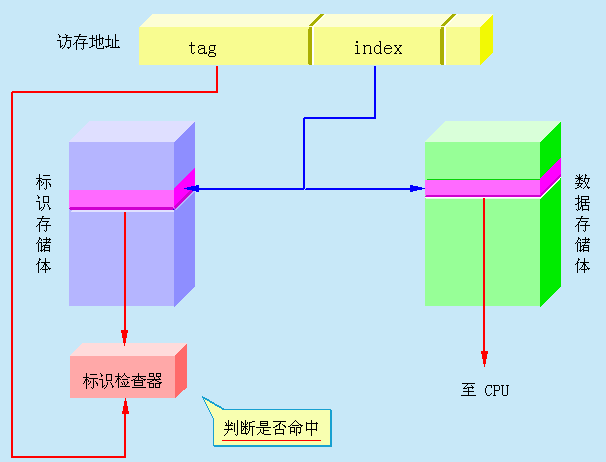 访存地址
tag
index
标识存储体
数据存储体
标识检查器
判断是否命中
至 CPU